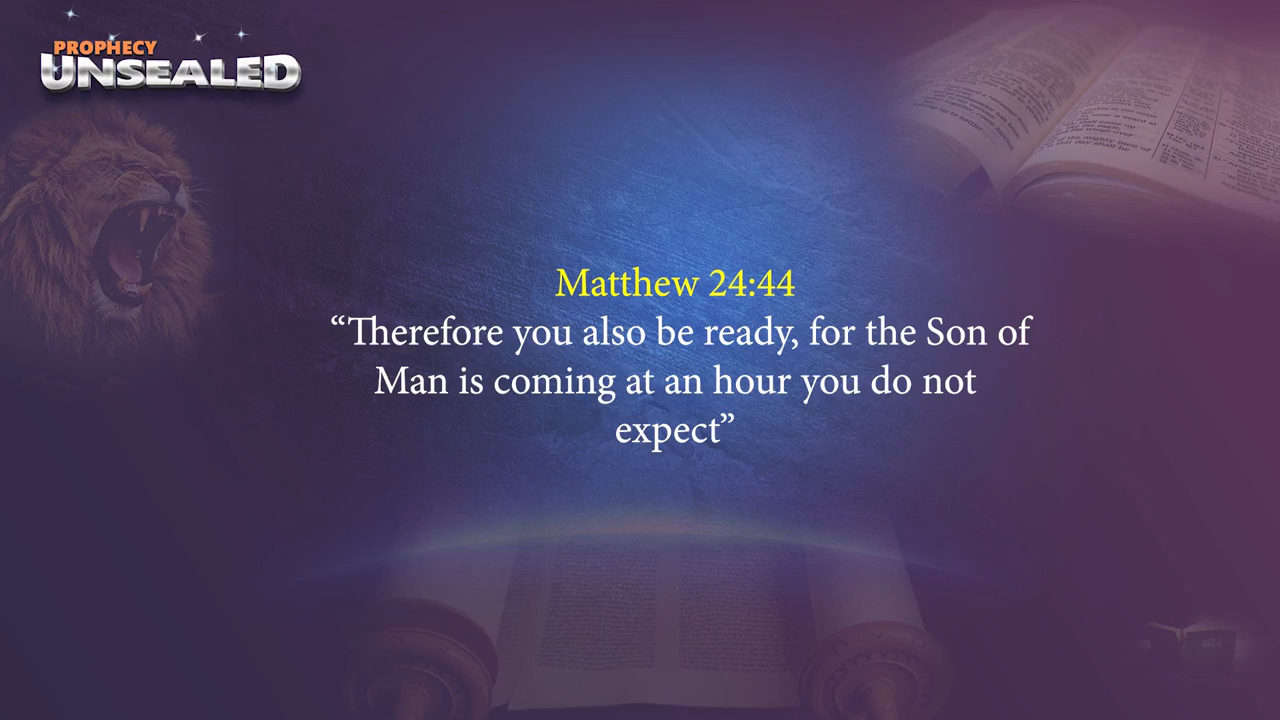 PROPHECY
UNSEALED
Matthew 24:44
“Therefore you also be ready, for the Son of
Man is coming at an hour you do not
expect”